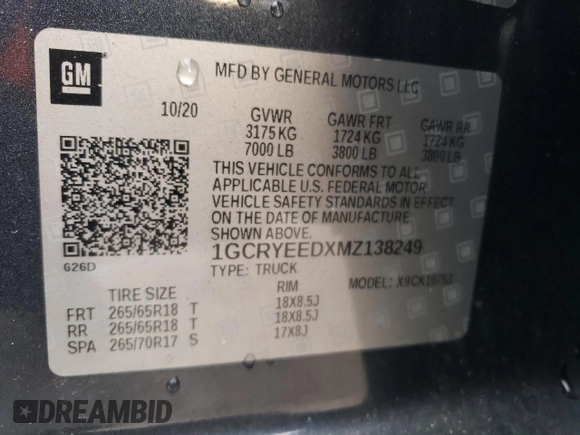 GM
MFD BY GENERAL MOTORS LLC
10/20
GVWR GAWR FRT GAWR RR
3175 KG 1724 KG 1724 KG
7000 LB 3800 LB 3800 LB
THIS VEHICLE CONFORMS TO ALL
APPLICABLE U.S. FEDERAL MOTOR
VEHICLE SAFETY STANDARDS IN EFFECT
ON THE DATE OF MANUFACTURE
SHOWN ABOVE.
1GCRYEEDXMZ138249
G26D
TYPE: TRUCK MODEL:
TIRE SIZE RIM
FRT 265/65R18 T 18X8.5J
RR 265/65R18 T 18X8.5J
SPA 265/70R17 S 17X8J
DREAMBID